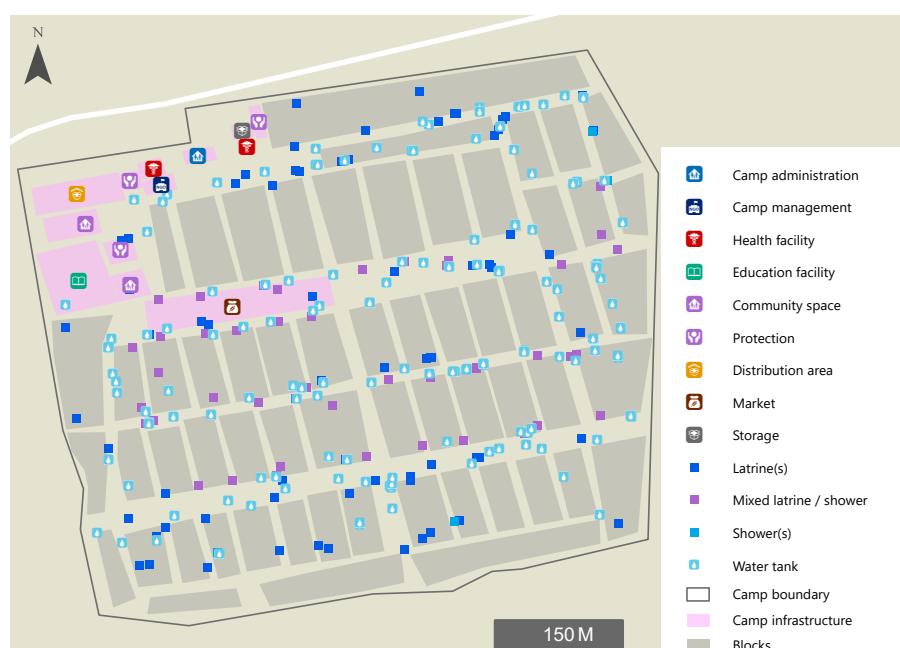 N
Camp administration
Camp management
Health facility
Education facility
Community space
Protection
Distribution area
Market
Storage
Latrine(s)
Mixed latrine / shower
Shower(s)
Water tank
Camp boundary
Camp infrastructure
Blocks
150 M